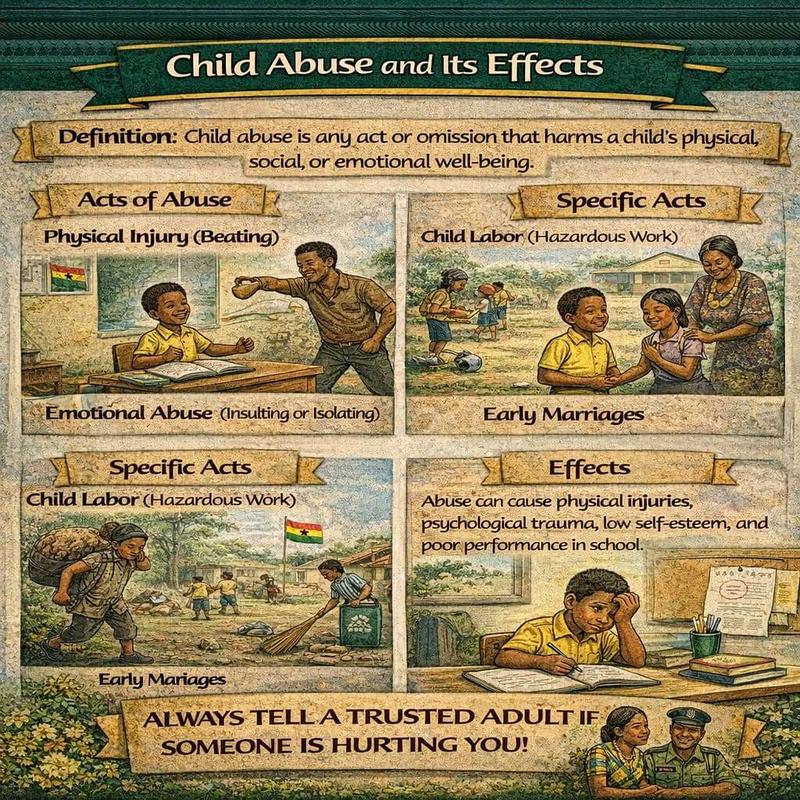 Child Abuse and Its Effects
Definition: Child abuse is any act or omission that harms a child's physical,
social, or emotional well-being.
Acts of Abuse
Physical Injury (Beating)
Emotional Abuse (Insulting or Isolating)
Specific Acts
Child Labor (Hazardous Work)
Early Marriages
Specific Acts
Child Labor (Hazardous Work)
Early Mariages
Effects
Abuse can cause physical injuries,
psychological trauma, low self-esteem, and
poor performance in school.
ALWAYS TELL A TRUSTED ADULT IF
SOMEONE IS HURTING YOU!